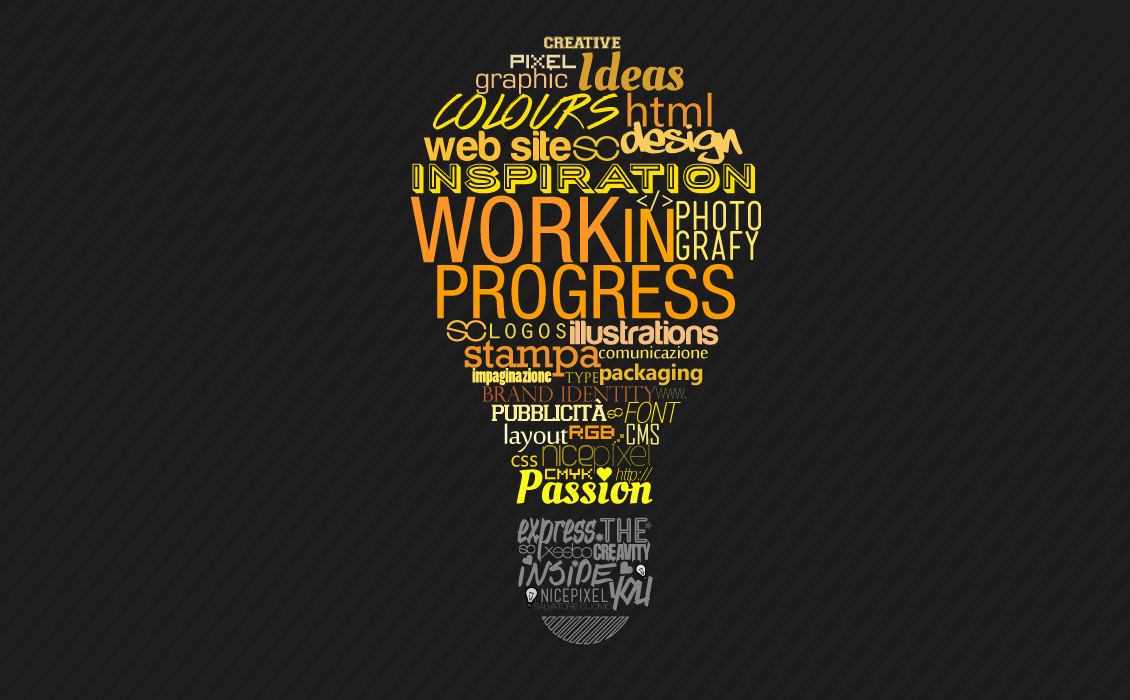 CREATIVE
PIXEL
graphic Ideas
COLOURS html
web site SC design
INSPIRATION
</>
WORK IN PHOTO
GRAFY
PROGRESS
SC LOGOS illustrations
stampa comunicazione
impaginazione TYPE packaging
BRAND IDENTITY WWW.
PUBBLICITÀ SC FONT
layout RGB CMS
css nicepixel
CMYK http://
Passion
express THE
SC xeebo CREAVITY
INSIDE
YOU
NICEPIXEL
SALVATORE CUOMO